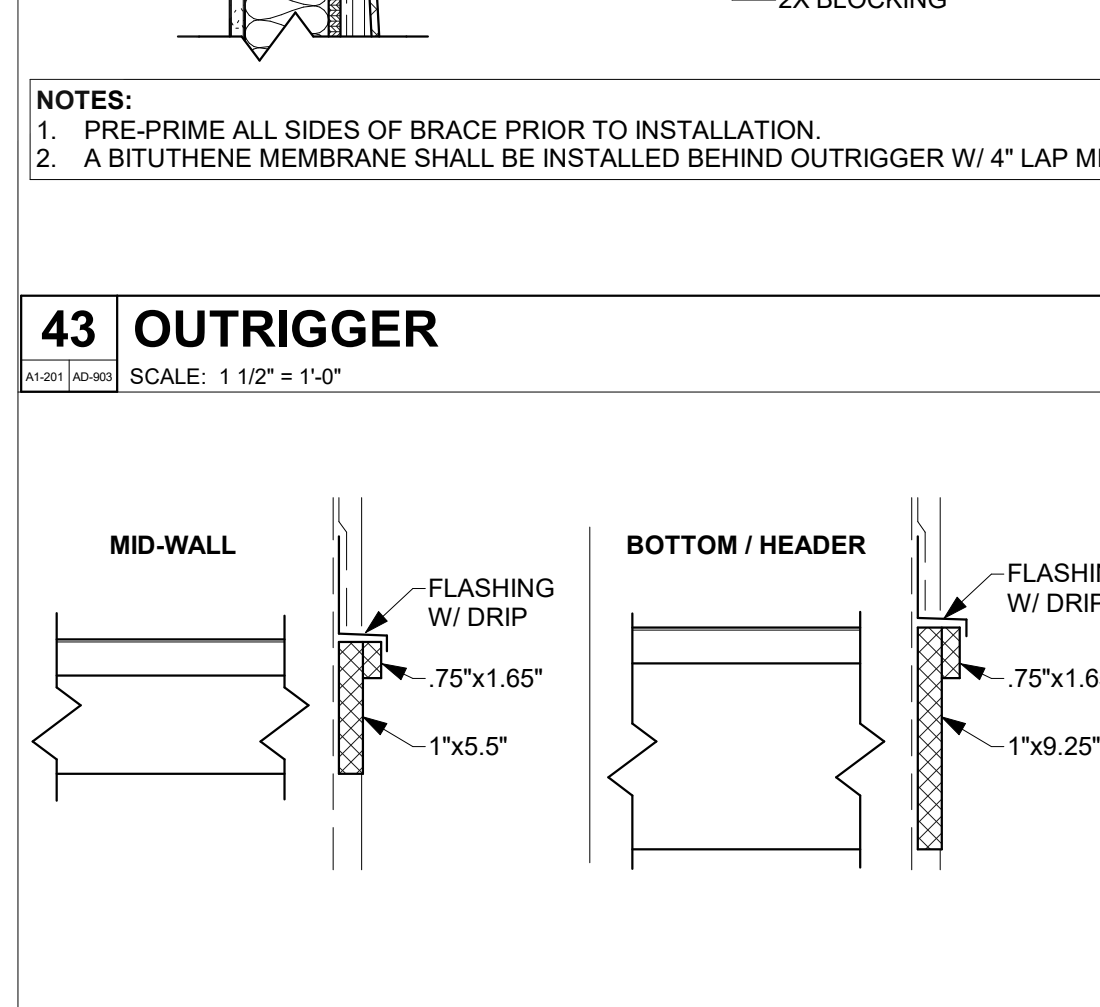 2X BLOCKING
NOTES:
1. PRE-PRIME ALL SIDES OF BRACE PRIOR TO INSTALLATION.
2. A BITUTHENE MEMBRANE SHALL BE INSTALLED BEHIND OUTRIGGER W/ 4" LAP
43 OUTRIGGER
A1-201 AD-903 SCALE: 1 1/2" = 1'-0"
MID-WALL
FLASHING
W/ DRIP
.75"x1.65"
1"x5.5"
BOTTOM / HEADER
W/ DRIP
1"x9.25"